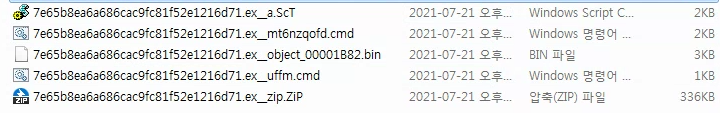 7e65b8ea6a686cac9fc81f52e1216d71.ex__a.ScT 2021-07-21 오후... Windows Script C... 2KB
7e65b8ea6a686cac9fc81f52e1216d71.ex__mt6nzqofd.cmd 2021-07-21 오후... Windows 명령어 ... 2KB
7e65b8ea6a686cac9fc81f52e1216d71.ex__object_00001B82.bin 2021-07-21 오후... BIN 파일 3KB
7e65b8ea6a686cac9fc81f52e1216d71.ex__uffm.cmd 2021-07-21 오후... Windows 명령어 ... 1KB
7e65b8ea6a686cac9fc81f52e1216d71.ex__zip.ZiP 2021-07-21 오후... 압축(ZIP) 파일 336KB